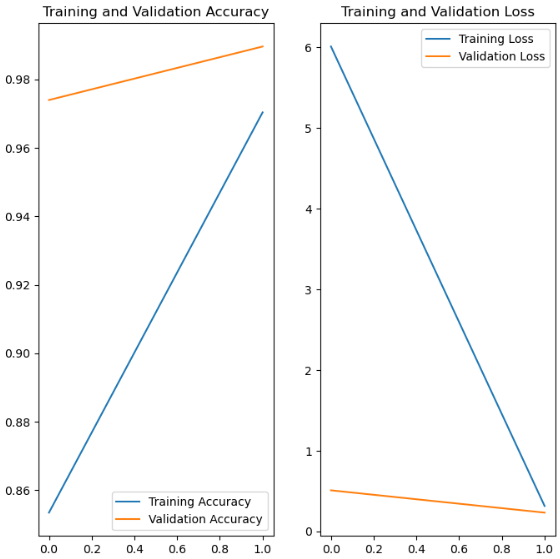 Training and Validation Accuracy
0.98
0.96
0.94
0.92
0.90
0.88
0.86
Training Accuracy
Validation Accuracy
0.0 0.2 0.4 0.6 0.8 1.0
Training and Validation Loss
Training Loss
Validation Loss
6
5
4
3
2
1
0
0.0 0.2 0.4 0.6 0.8 1.0